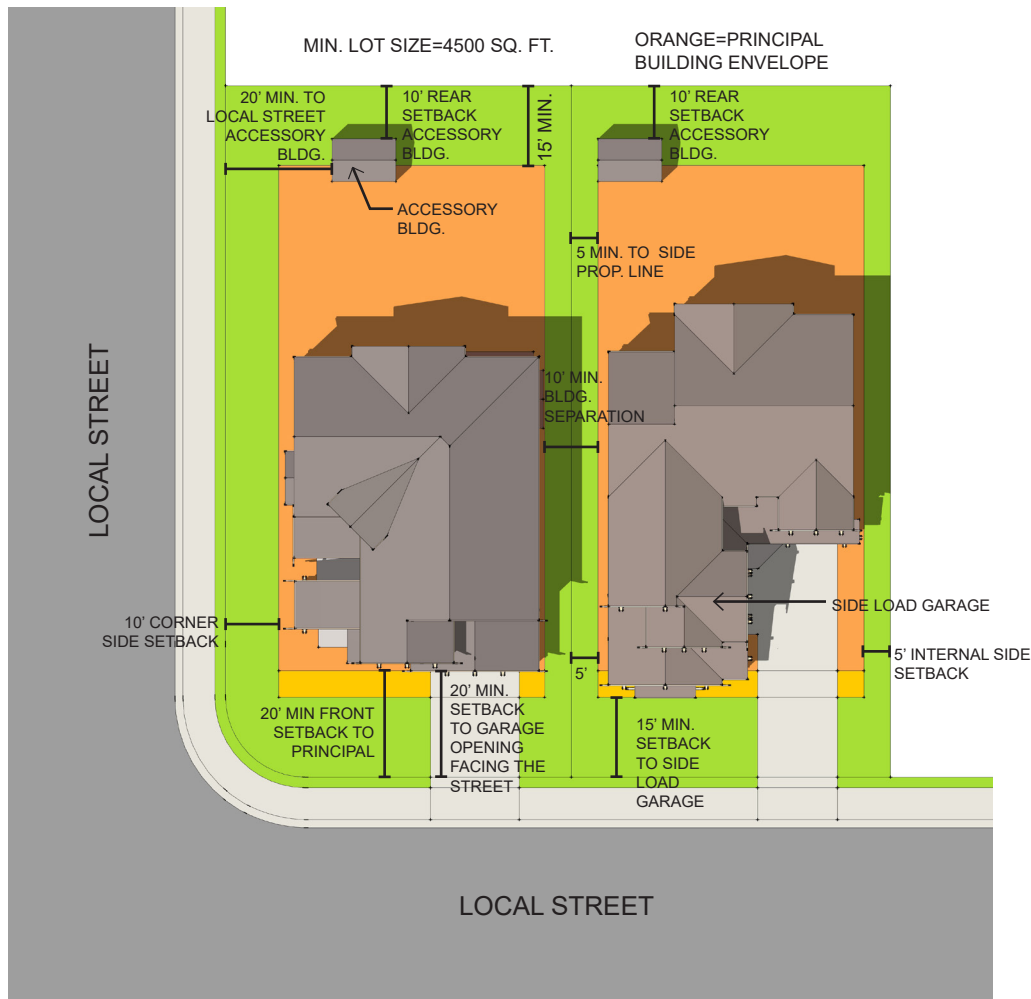 MIN. LOT SIZE=4500 SQ. FT.
ORANGE=PRINCIPAL
BUILDING ENVELOPE
20’ MIN. TO
LOCAL STREET
ACCESSORY
BLDG.
10’ REAR
SETBACK
ACCESSORY
BLDG.
15’ MIN.
10’ REAR
SETBACK
ACCESSORY
BLDG.
ACCESSORY
BLDG.
5 MIN. TO SIDE
PROP. LINE
LOCAL STREET
10’ MIN.
BLDG.
SEPARATION
SIDE LOAD GARAGE
10’ CORNER
SIDE SETBACK
5’
5’ INTERNAL SIDE
SETBACK
20’ MIN FRONT
SETBACK TO
PRINCIPAL
20’ MIN.
SETBACK
TO GARAGE
OPENING
FACING THE
STREET
15’ MIN.
SETBACK
TO SIDE
LOAD
GARAGE
LOCAL STREET